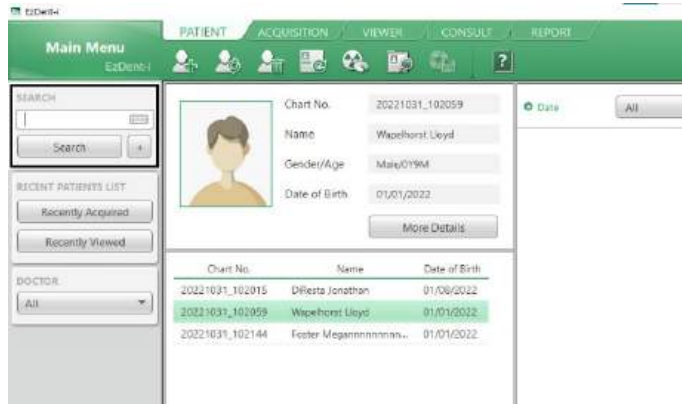 EzDent-i
Main Menu
EzDent-i
PATIENT
ACQUISITION
VIEWER
CONSULT
REPORT
?
SEARCH
Search
+
RECENT PATIENTS LIST
Recently Acquired
Recently Viewed
DOCTOR
All
Chart No. 20221031_102059
Name Wapelhorst Lloyd
Gender/Age Male/0Y9M
Date of Birth 01/01/2022
More Details
Chart No. Name Date of Birth
20221031_102015 DiResta Jonathan 01/08/2022
20221031_102059 Wapelhorst Lloyd 01/01/2022
20221031_102144 Foster Megannnnnnnn... 01/01/2022
Date All